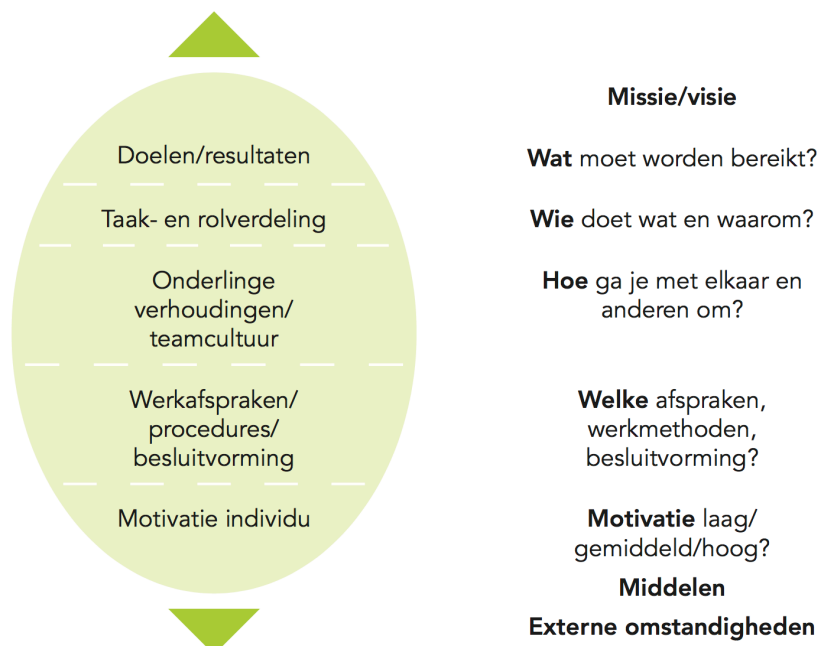 Missie/visie
Doelen/resultaten
Wat moet worden bereikt?
Taak- en rolverdeling
Wie doet wat en waarom?
Onderlinge
verhoudingen/
teamcultuur
Hoe ga je met elkaar en
anderen om?
Werkafspraken/
procedures/
besluitvorming
Welke afspraken,
werkmethoden,
besluitvorming?
Motivatie individu
Motivatie laag/
gemiddeld/hoog?
Middelen
Externe omstandigheden